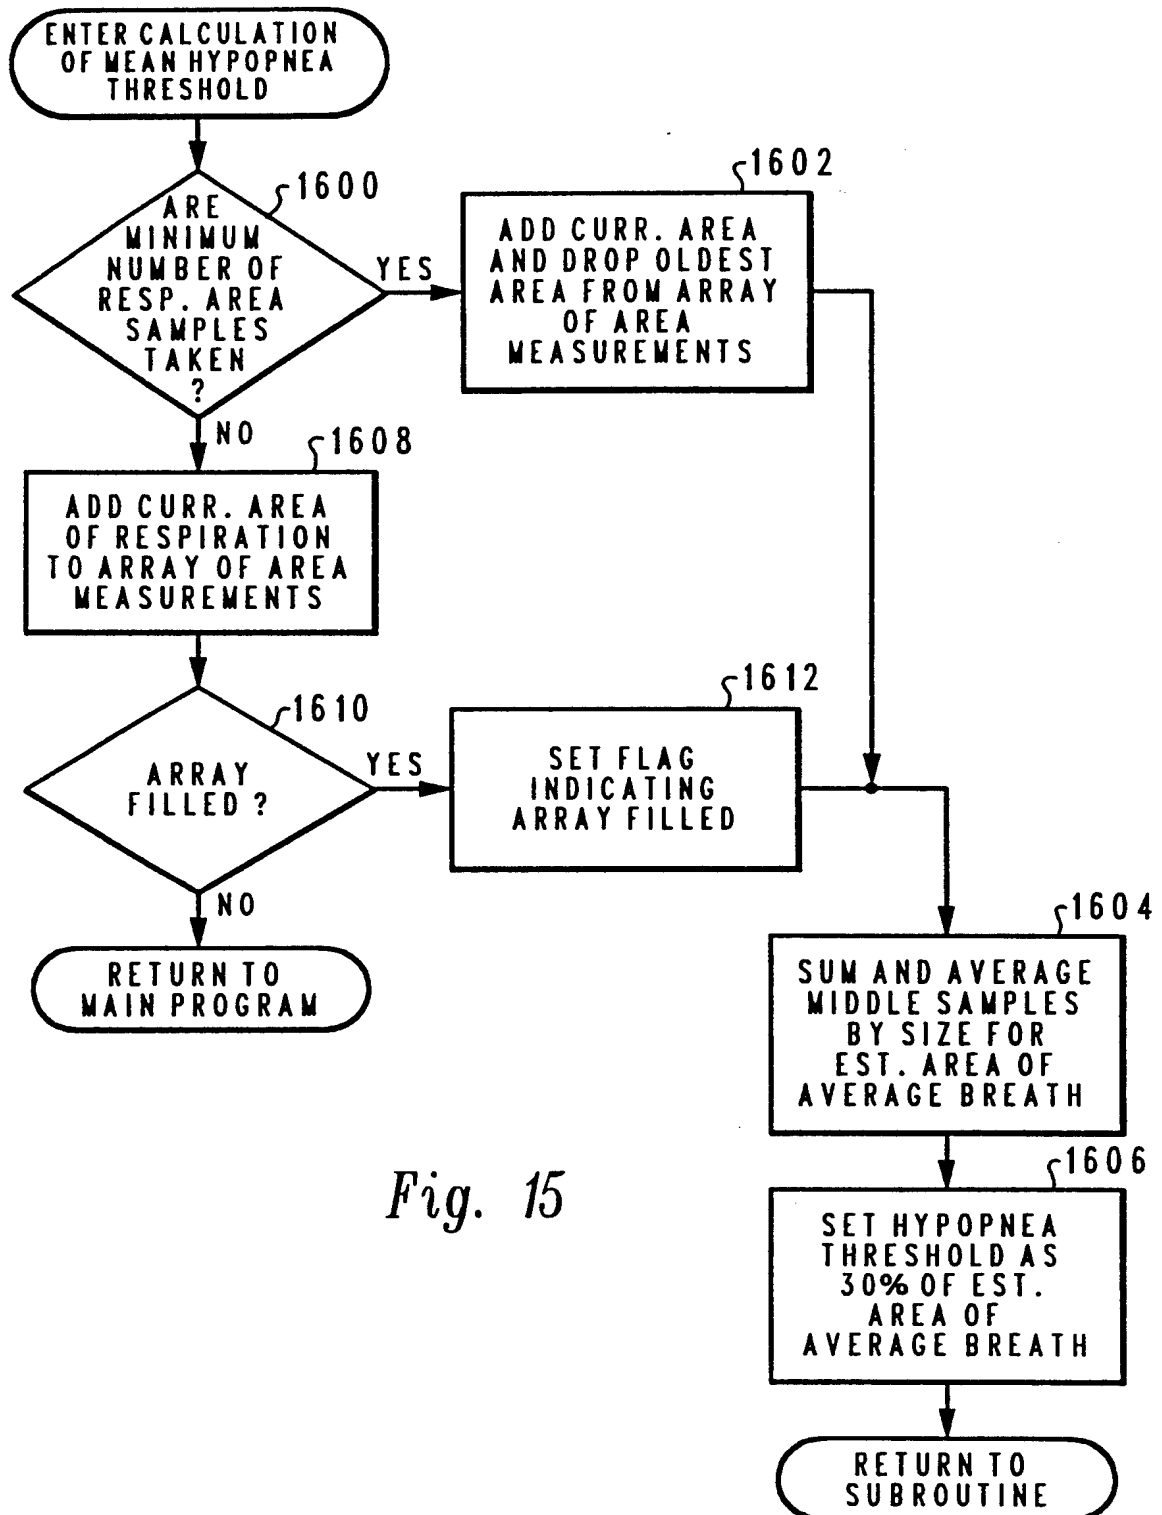 ENTER CALCULATION
OF MEAN HYPOPNEA
THRESHOLD
1600
ARE
MINIMUM
NUMBER OF
RESP. AREA
SAMPLES
TAKEN
?
YES
1602
ADD CURR. AREA
AND DROP OLDEST
AREA FROM ARRAY
OF AREA
MEASUREMENTS
NO
1608
ADD CURR. AREA
OF RESPIRATION
TO ARRAY OF AREA
MEASUREMENTS
1610
ARRAY
FILLED ?
YES
1612
SET FLAG
INDICATING
ARRAY FILLED
NO
RETURN TO
MAIN PROGRAM
1604
SUM AND AVERAGE
MIDDLE SAMPLES
BY SIZE FOR
EST. AREA OF
AVERAGE BREATH
1606
SET HYPOPNEA
THRESHOLD AS
30% OF EST.
AREA OF
AVERAGE BREATH
RETURN TO
SUBROUTINE
Fig. 15